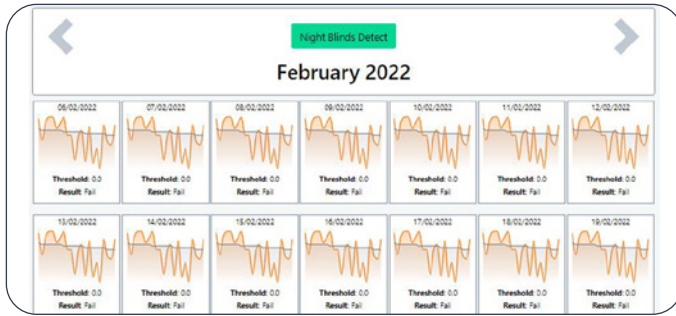 Night Blinds Detect
February 2022
06/02/2022 07/02/2022 08/02/2022 09/02/2022 10/02/2022 11/02/2022 12/02/2022
Threshold: 0.0 Threshold: 0.0 Threshold: 0.0 Threshold: 0.0 Threshold: 0.0 Threshold: 0.0 Threshold: 0.0
Result: Fail Result: Fail Result: Fail Result: Fail Result: Fail Result: Fail Result: Fail
13/02/2022 14/02/2022 15/02/2022 16/02/2022 17/02/2022 18/02/2022 19/02/2022
Threshold: 0.0 Threshold: 0.0 Threshold: 0.0 Threshold: 0.0 Threshold: 0.0 Threshold: 0.0 Threshold: 0.0
Result: Fail Result: Fail Result: Fail Result: Fail Result: Fail Result: Fail Result: Fail